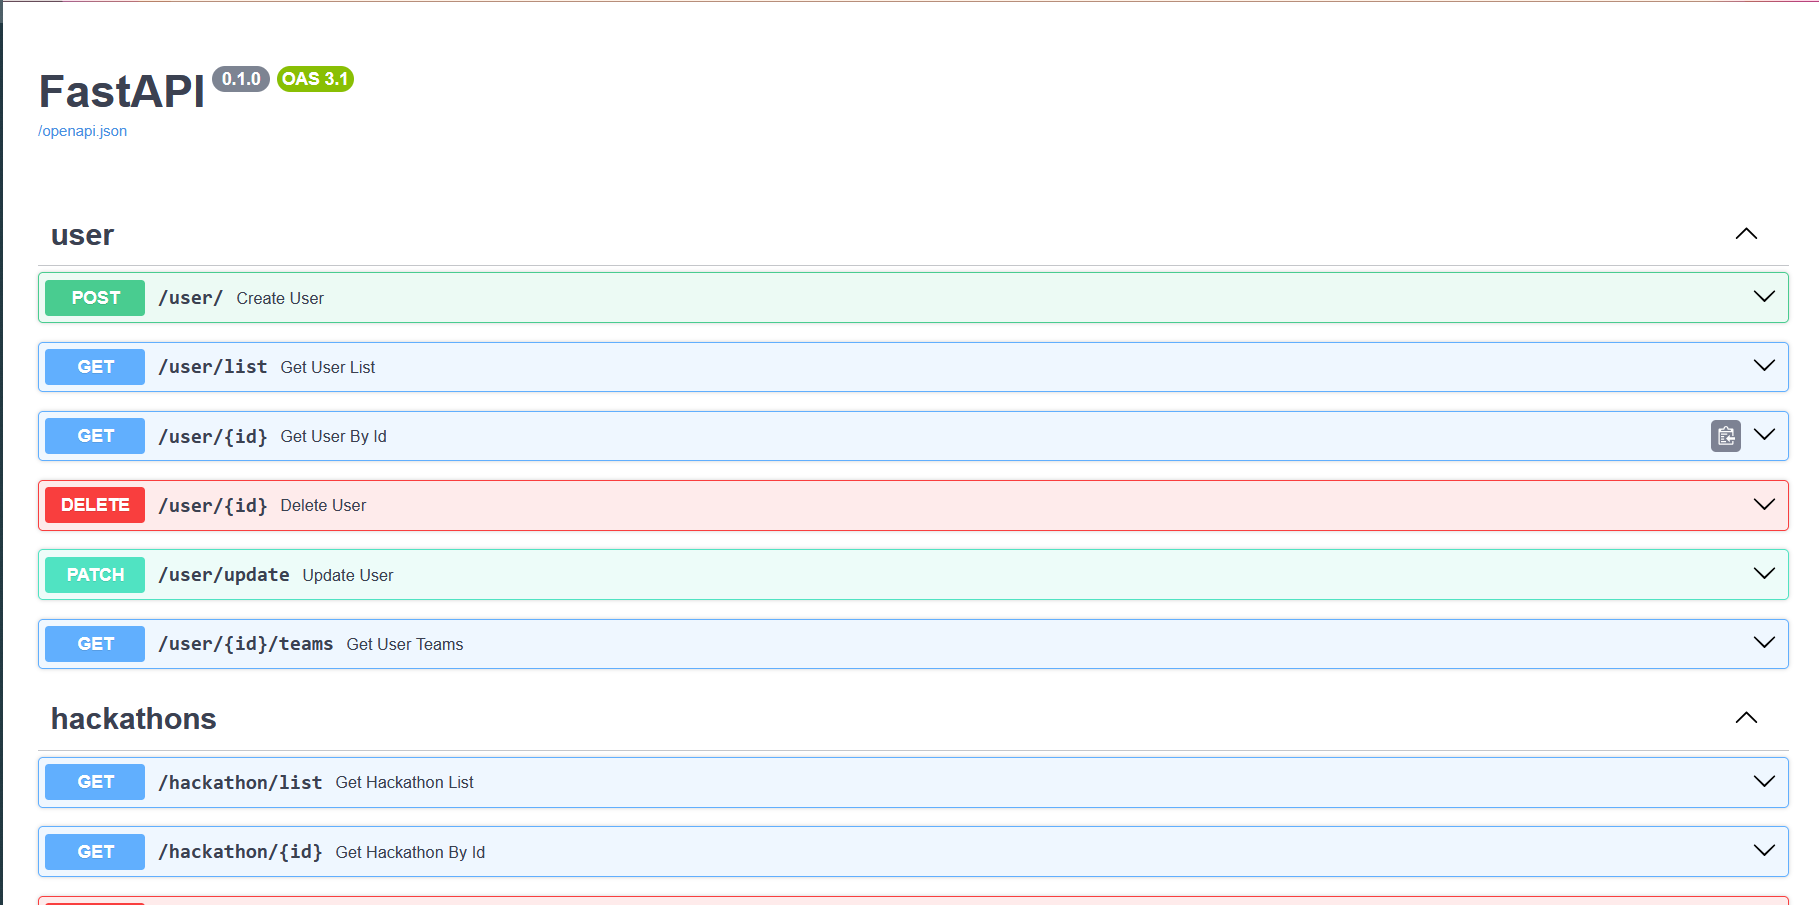 FastAPI 0.1.0 OAS 3.1
/openapi.json
user
POST /user/ Create User
GET /user/list Get User List
GET /user/{id} Get User By Id
DELETE /user/{id} Delete User
PATCH /user/update Update User
GET /user/{id}/teams Get User Teams
hackathons
GET /hackathon/list Get Hackathon List
GET /hackathon/{id} Get Hackathon By Id